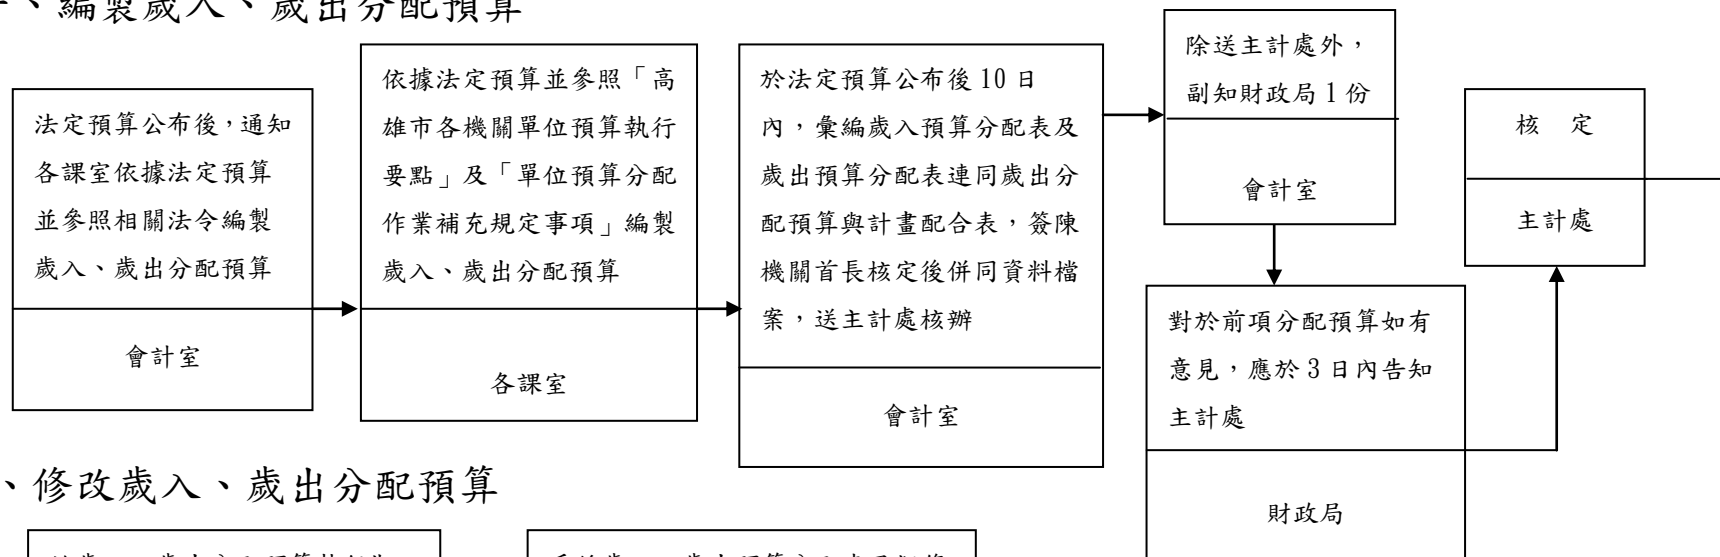 、編製歲入、歲出分配預算
法定預算公布後,通知
各課室依據法定預算
並參照相關法令編製
歲入、歲出分配預算
會計室
依據法定預算並參照「高
雄市各機關單位預算執行
要點」及「單位預算分配
作業補充規定事項」編製
歲入、歲出分配預算
各課室
於法定預算公布後 10 日
內,彙編歲入預算分配表及
歲出預算分配表連同歲出分
配預算與計畫配合表,簽陳
機關首長核定後併同資料檔
案,送主計處核辦
會計室
除送主計處外,
副知財政局 1 份
會計室
對於前項分配預算如有
意見,應於 3 日內告知
主計處
財政局
核 定
主計處
、修改歲入、歲出分配預算